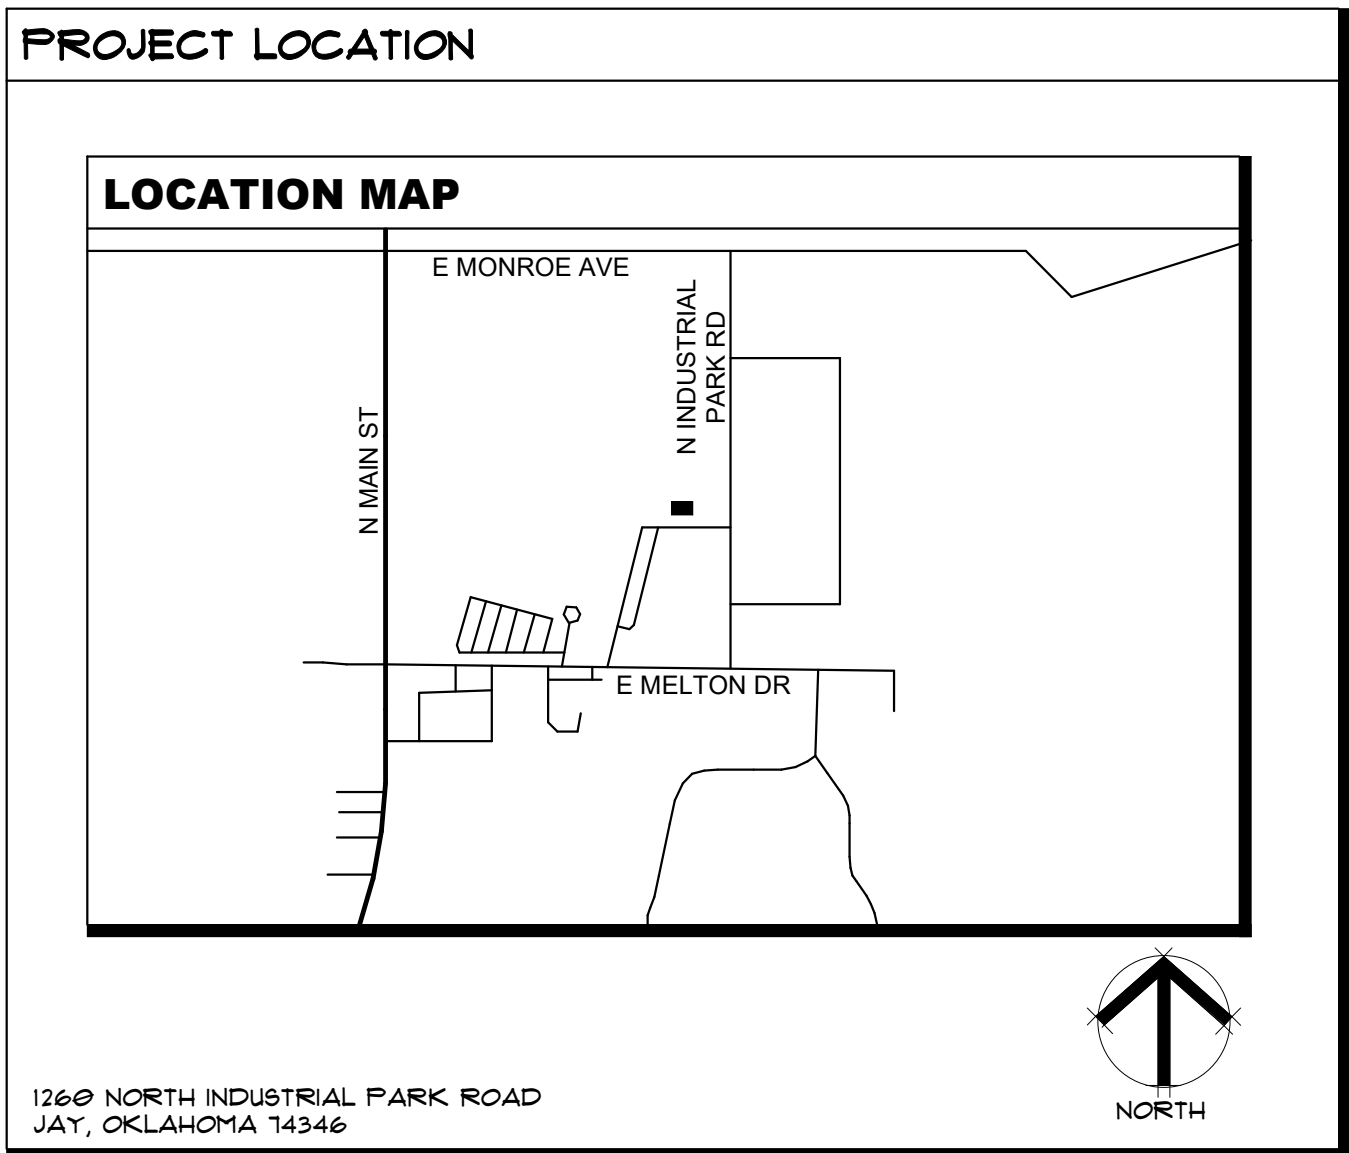 PROJECT LOCATION
LOCATION MAP
E MONROE AVE
N INDUSTRIAL
PARK RD
N MAIN ST
E MELTON DR
1260 NORTH INDUSTRIAL PARK ROAD
JAY, OKLAHOMA 74346
NORTH